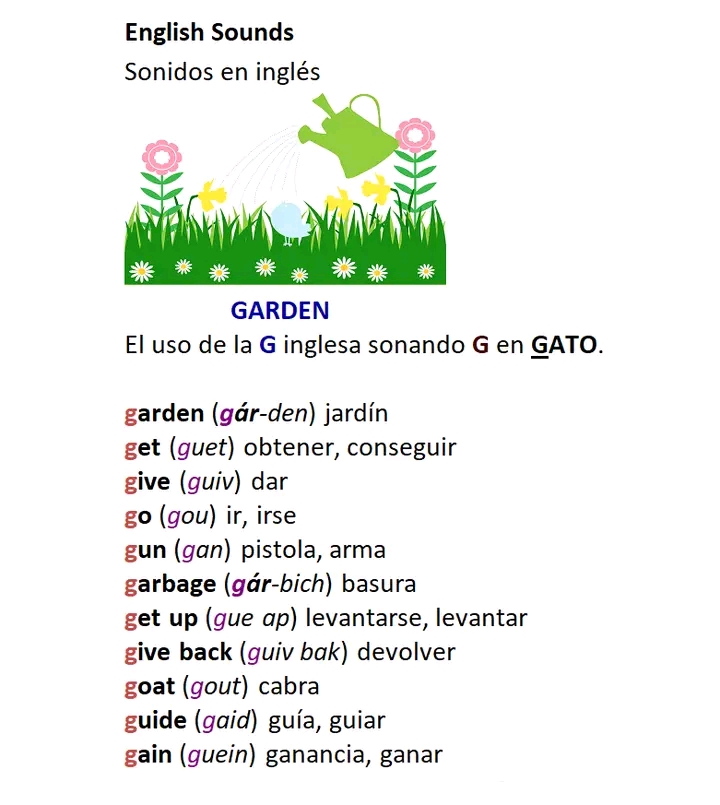 English Sounds
Sonidos en inglés
GARDEN
El uso de la G inglesa sonando G en GATO.
garden (gár-den) jardín
get (guet) obtener, conseguir
give (guiv) dar
go (gou) ir, irse
gun (gan) pistola, arma
garbage (gár-bich) basura
get up (gue ap) levantarse, levantar
give back (guiv bak) devolver
goat (gout) cabra
guide (gaid) guía, guiar
gain (guein) ganancia, ganar